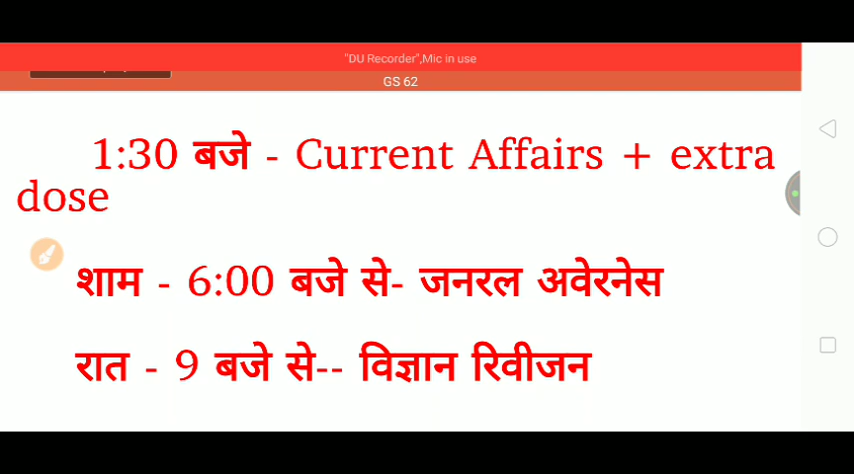 "DU Recorder",Mic in use
GS 62
1:30 बजे - Current Affairs + extra
dose
शाम - 6:00 बजे से- जनरल अवेरनेस
रात - 9 बजे से-- विज्ञान रिवीजन